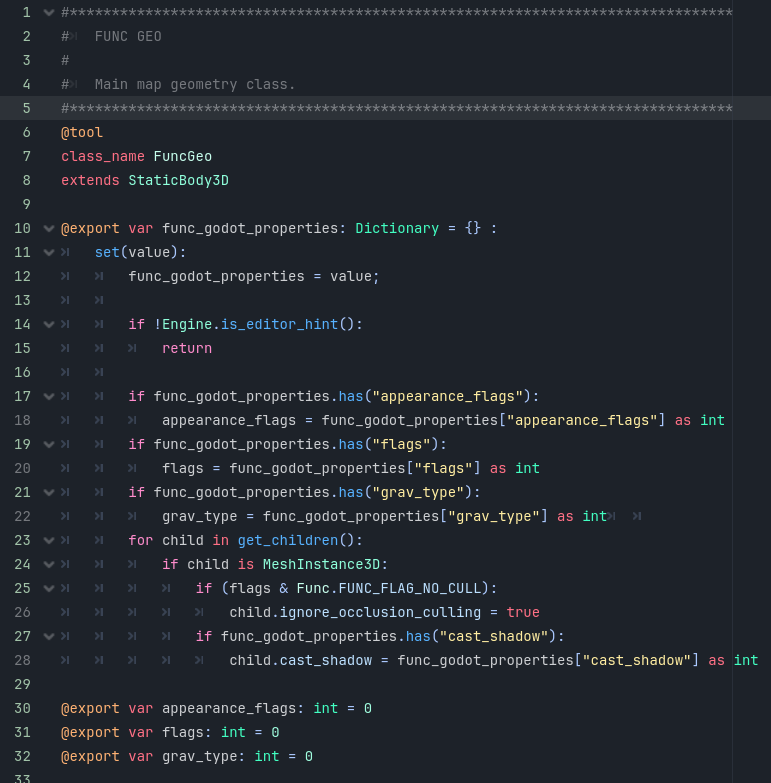 1 #*******************************************************************************
2 # FUNC GEO
3 #
4 # Main map geometry class.
5 #*******************************************************************************
6 @tool
7 class_name FuncGeo
8 extends StaticBody3D
9
10 @export var func_godot_properties: Dictionary = {} :
11 set(value):
12 func_godot_properties = value;
13
14 if !Engine.is_editor_hint():
15 return
16
17 if func_godot_properties.has("appearance_flags"):
18 appearance_flags = func_godot_properties["appearance_flags"] as int
19 if func_godot_properties.has("flags"):
20 flags = func_godot_properties["flags"] as int
21 if func_godot_properties.has("grav_type"):
22 grav_type = func_godot_properties["grav_type"] as int
23 for child in get_children():
24 if child is MeshInstance3D:
25 if (flags & Func.FUNC_FLAG_NO_CULL):
26 child.ignore_occlusion_culling = true
27 if func_godot_properties.has("cast_shadow"):
28 child.cast_shadow = func_godot_properties["cast_shadow"] as int
29
30 @export var appearance_flags: int = 0
31 @export var flags: int = 0
32 @export var grav_type: int = 0
33